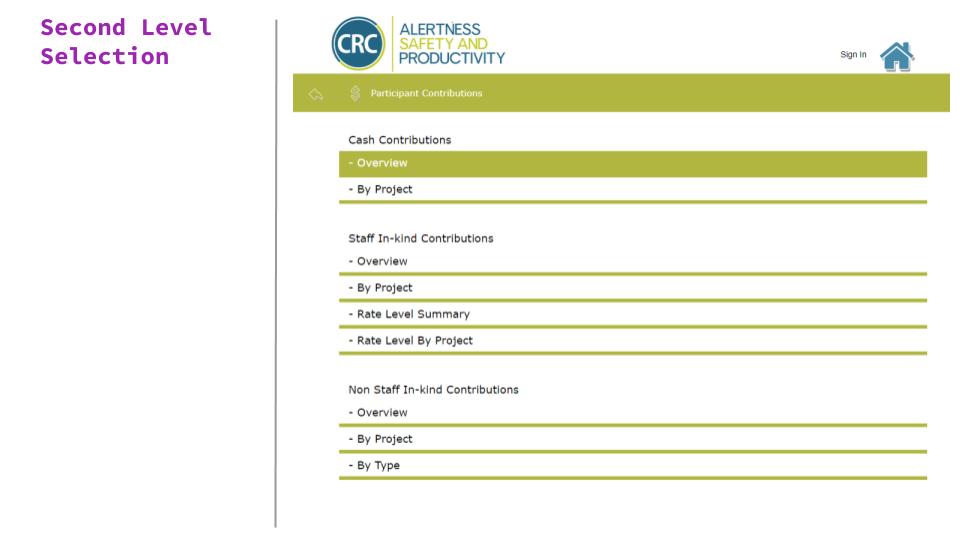 Second Level
Selection
CRC
ALERTNESS
SAFETY AND
PRODUCTIVITY
Sign In
Participant Contributions
Cash Contributions
- Overview
- By Project
Staff In-kind Contributions
- Overview
- By Project
- Rate Level Summary
- Rate Level By Project
Non Staff In-kind Contributions
- Overview
- By Project
- By Type